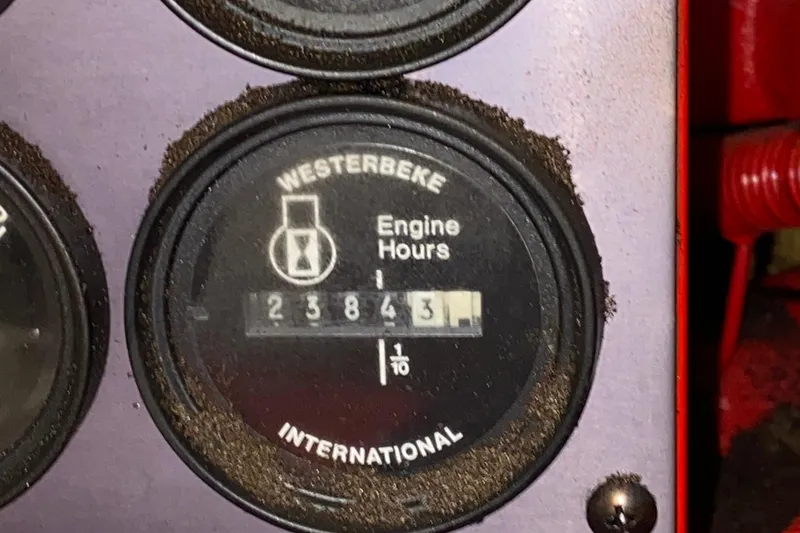 WESTERBEKE
Engine
Hours
2 3 8 4 3
1/10
INTERNATIONAL